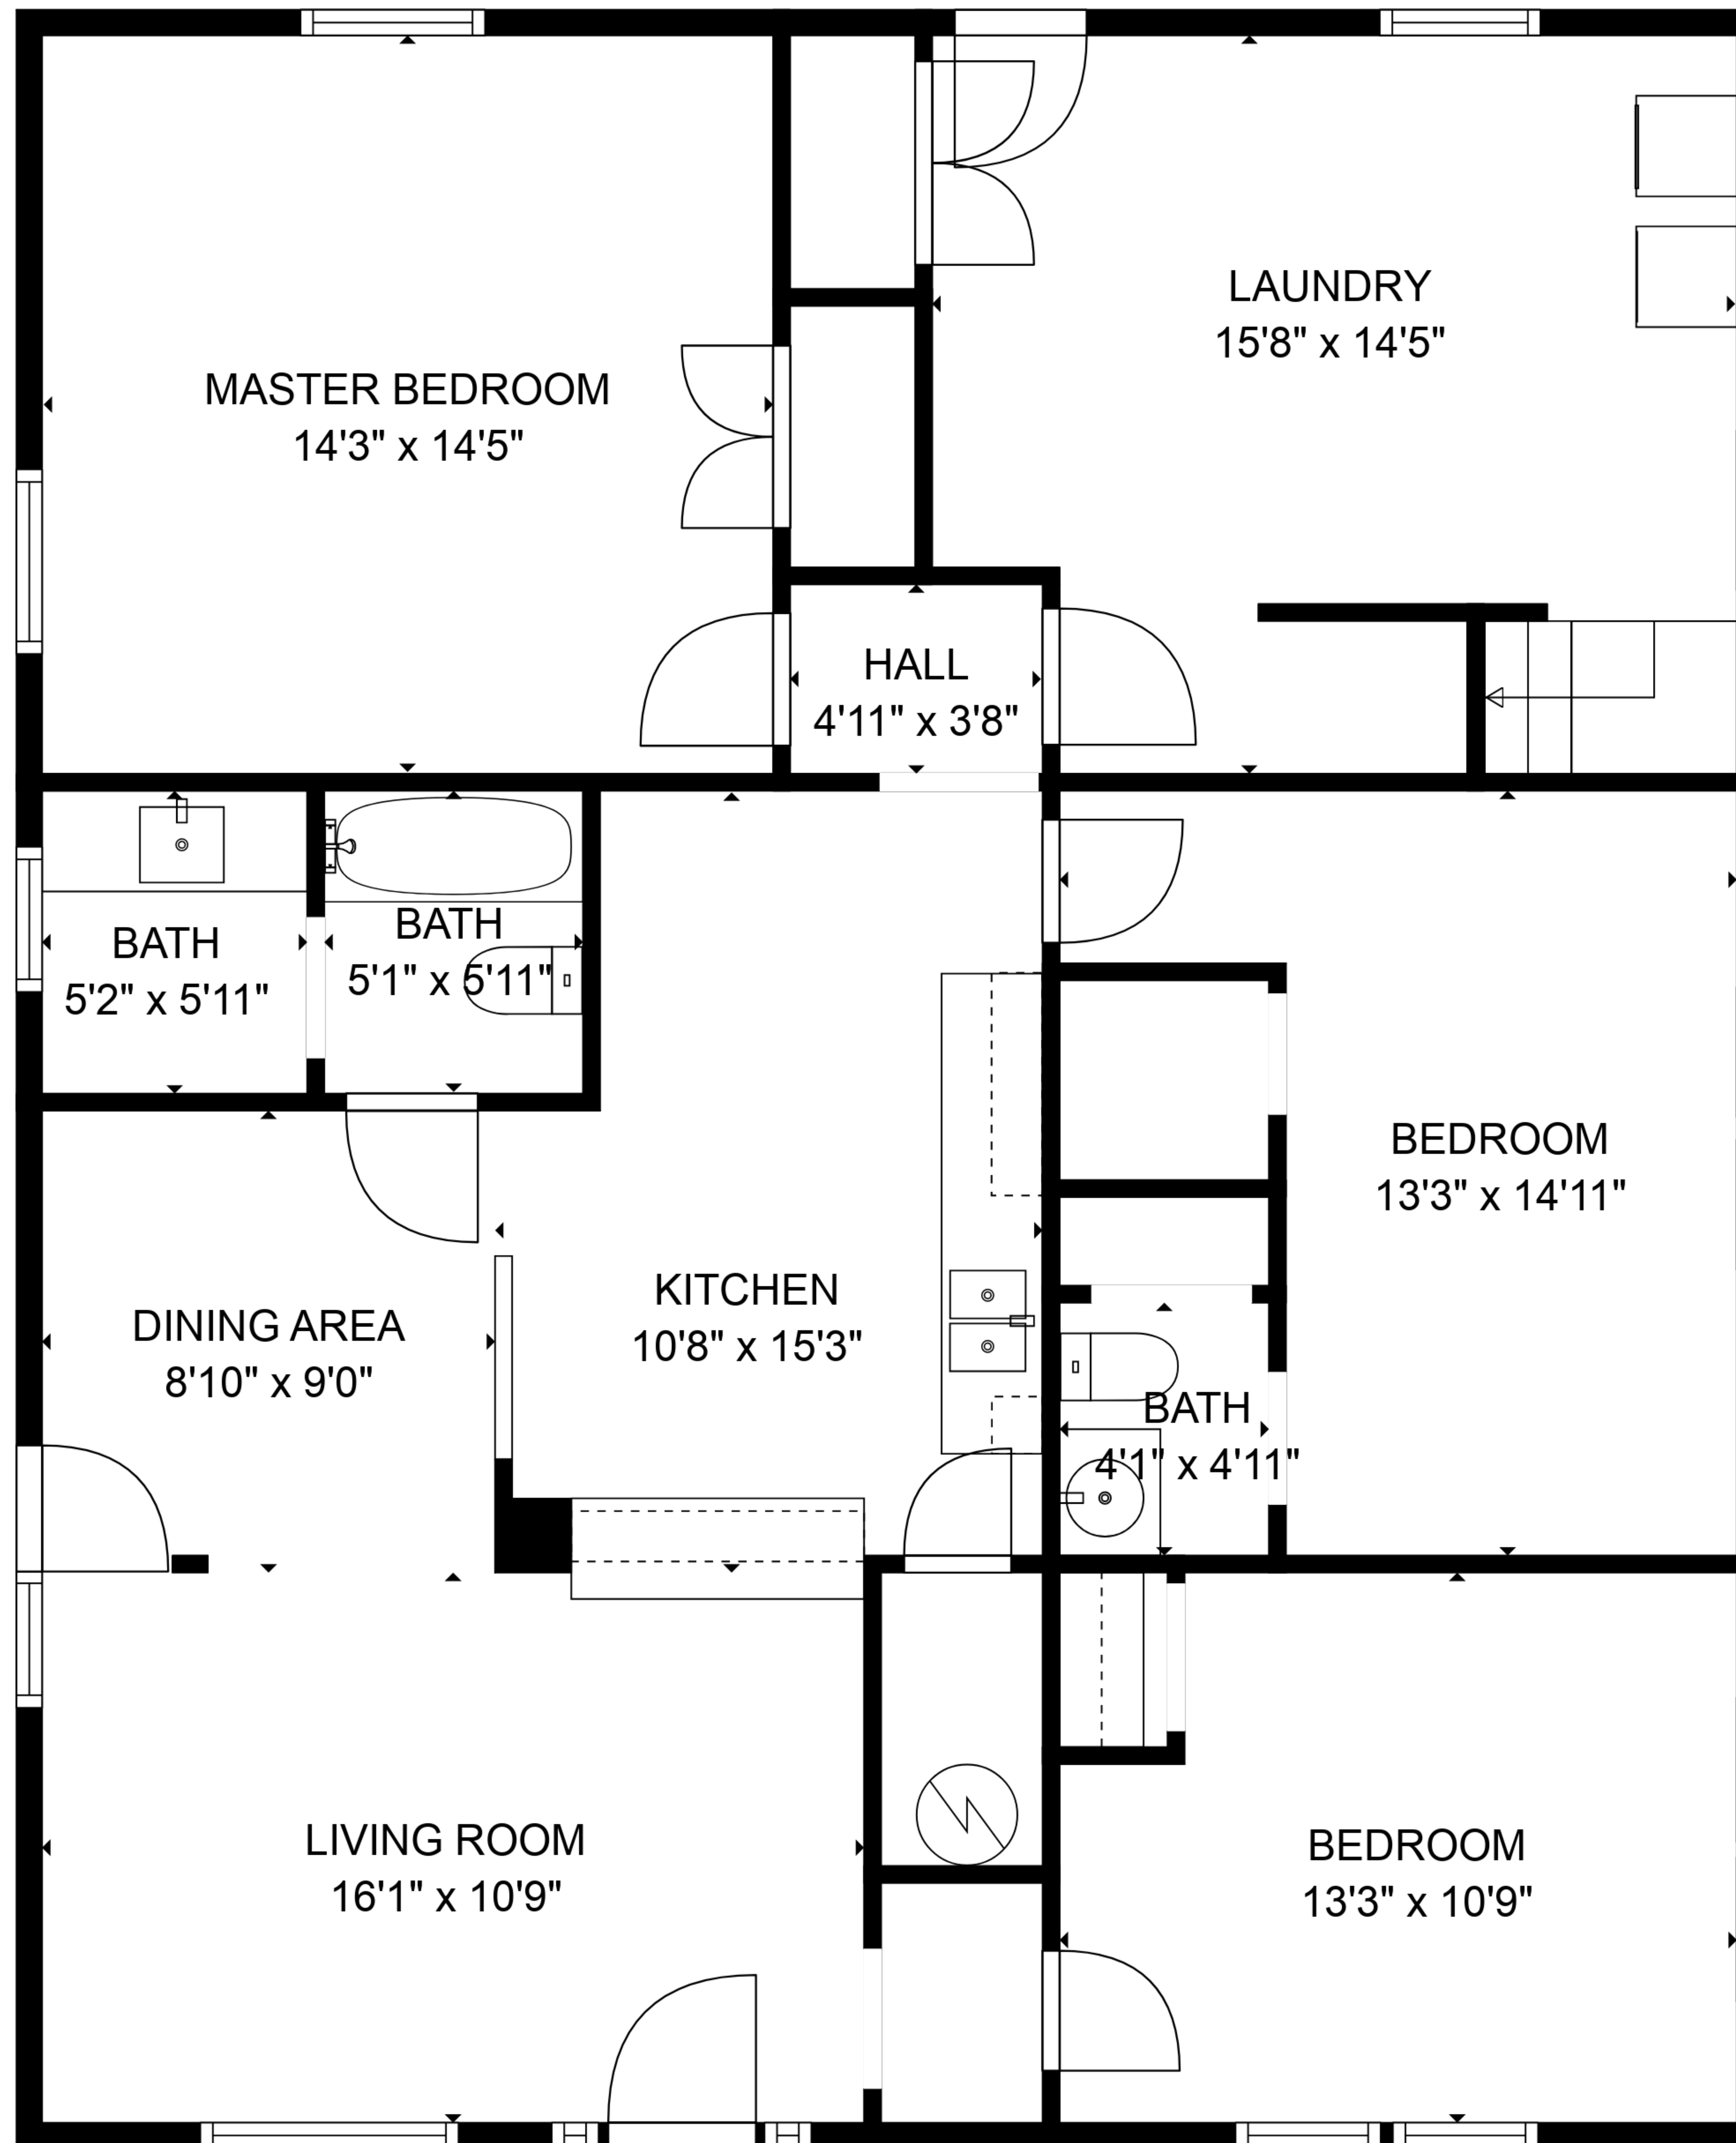 LAUNDRY
15'8" x 14'5"
MASTER BEDROOM
14'3" x 14'5"
HALL
4'11" x 3'8"
BATH
5'2" x 5'11"
BATH
5'1" x 5'11"
BEDROOM
13'3" x 14'11"
KITCHEN
10'8" x 15'3"
DINING AREA
8'10" x 9'0"
BATH
4'1" x 4'11"
LIVING ROOM
16'1" x 10'9"
BEDROOM
13'3" x 10'9"